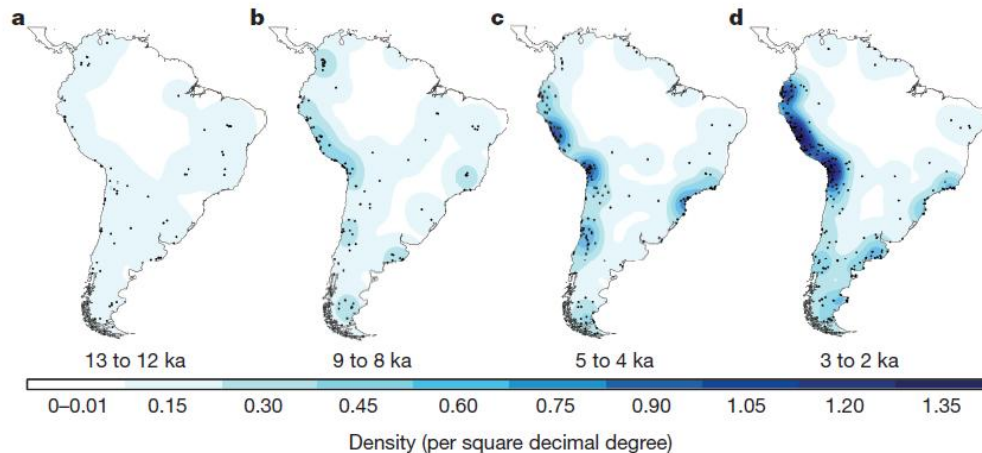 a b c d
13 to 12 ka 9 to 8 ka 5 to 4 ka 3 to 2 ka
0–0.01 0.15 0.30 0.45 0.60 0.75 0.90 1.05 1.20 1.35
Density (per square decimal degree)